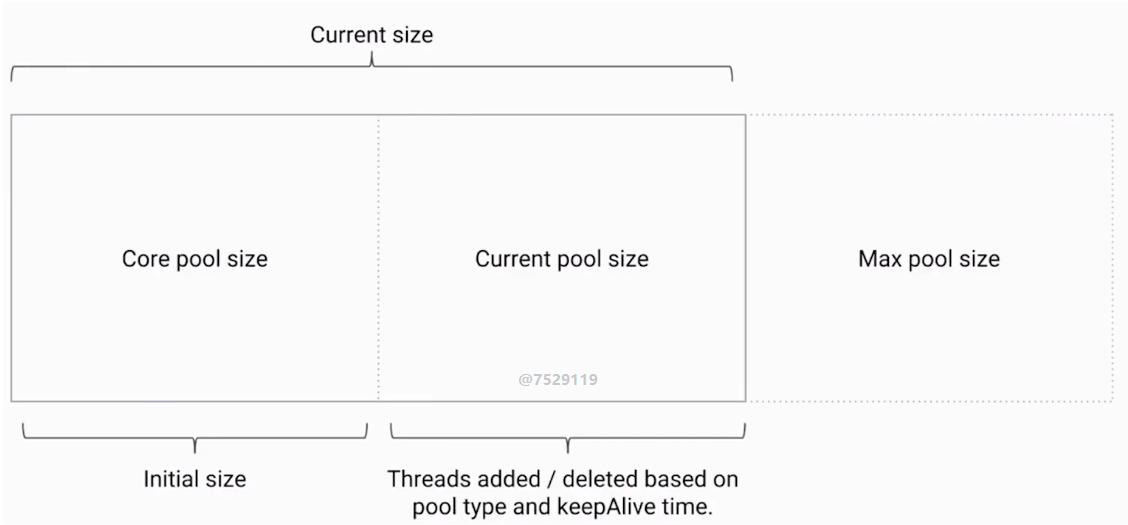 Current size
Core pool size
Current pool size
Max pool size
@7529119
Initial size
Threads added / deleted based on
pool type and keepAlive time.